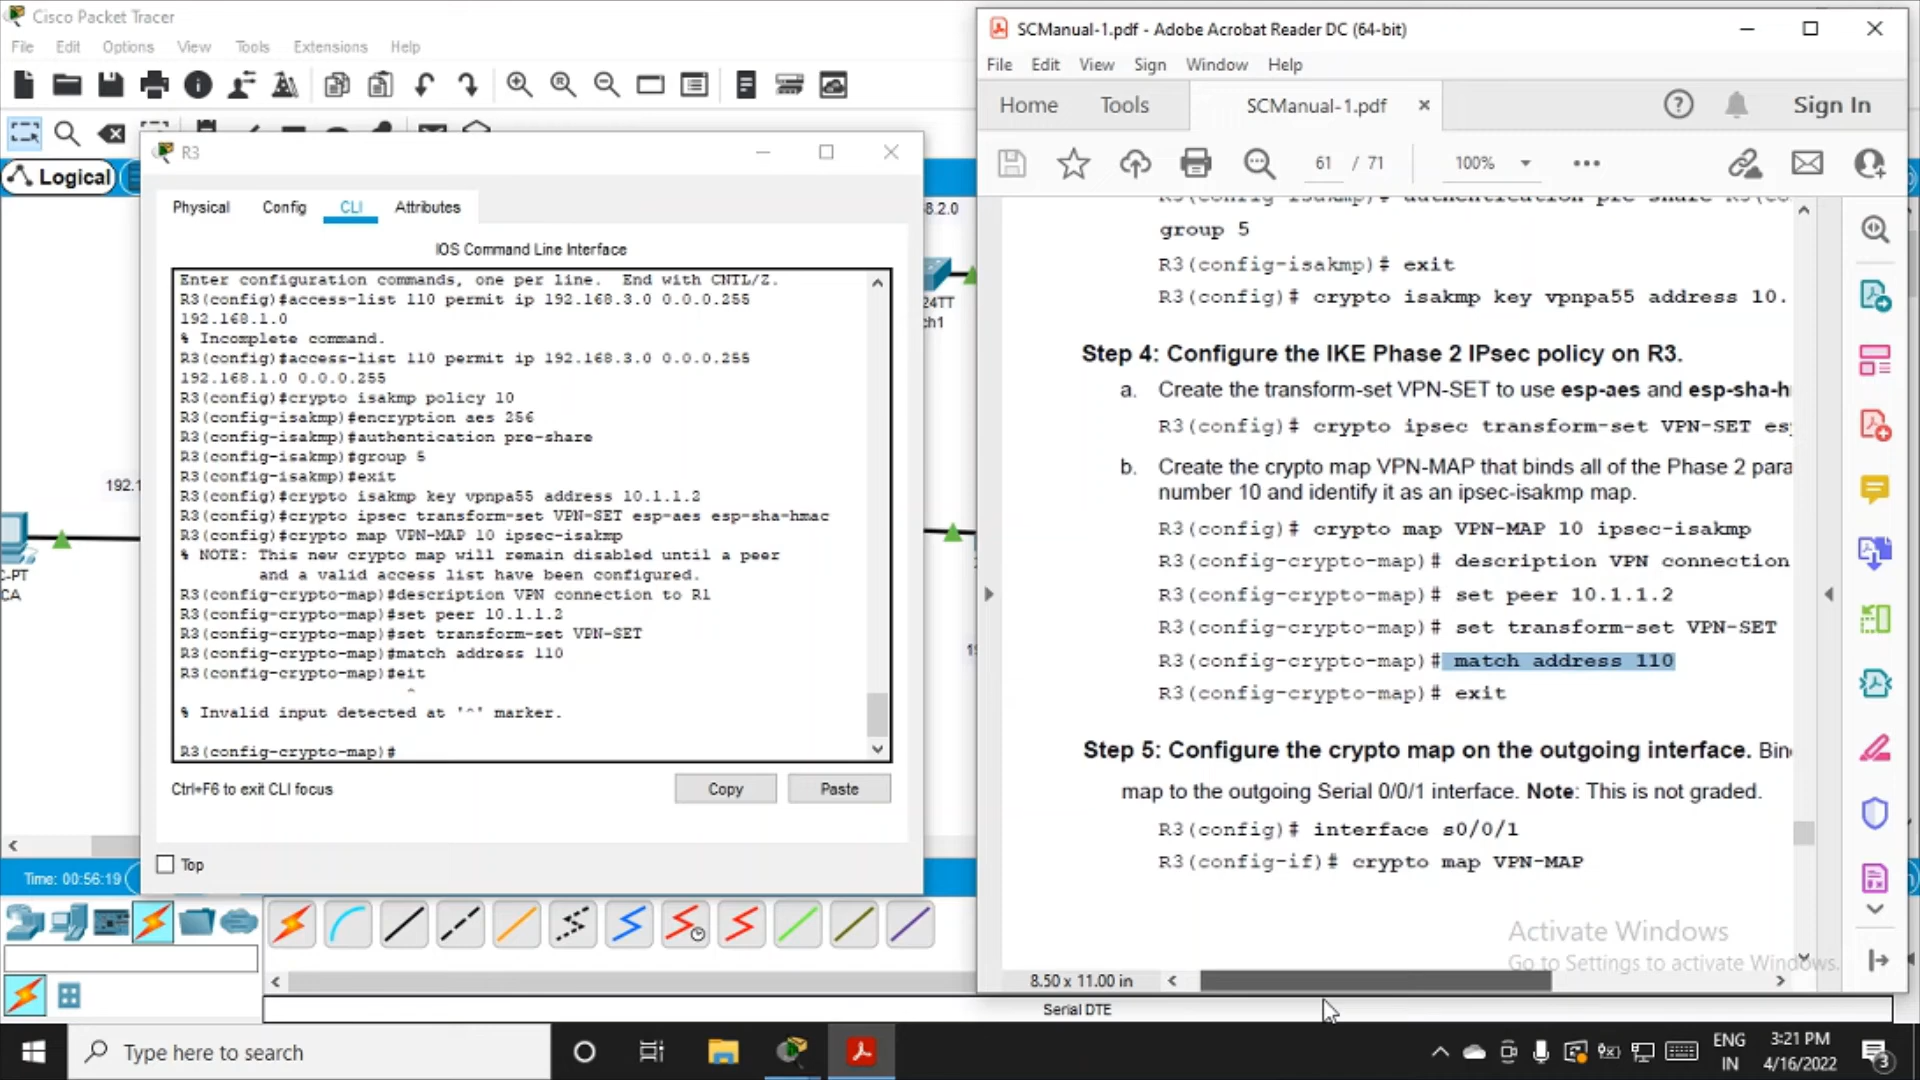 Cisco Packet Tracer
File Edit Options View Tools Extensions Help
Logical
R3
Physical Config CLI Attributes
IOS Command Line Interface
Enter configuration commands, one per line. End with CNTL/Z.
R3(config)#access-list 110 permit ip 192.168.3.0 0.0.0.255
192.168.1.0
% Incomplete command.
R3(config)#access-list 110 permit ip 192.168.3.0 0.0.0.255
192.168.1.0 0.0.0.255
R3(config)#crypto isakmp policy 10
R3(config-isakmp)#encryption aes 256
R3(config-isakmp)#authentication pre-share
R3(config-isakmp)#group 5
R3(config-isakmp)#exit
R3(config)#crypto isakmp key vpnpa55 address 10.1.1.2
R3(config)#crypto ipsec transform-set VPN-SET esp-aes esp-sha-hmac
R3(config)#crypto map VPN-MAP 10 ipsec-isakmp
% NOTE: This new crypto map will remain disabled until a peer
and a valid access list have been configured.
R3(config-crypto-map)#description VPN connection to R1
R3(config-crypto-map)#set peer 10.1.1.2
R3(config-crypto-map)#set transform-set VPN-SET
R3(config-crypto-map)#match address 110
R3(config-crypto-map)#eit
^
% Invalid input detected at '^' marker.
R3(config-crypto-map)#
Ctrl+F6 to exit CLI focus
Copy Paste
Top
8.2.0
24TT
ch1
192.1
C-PT
CA
19
Time: 00:56:19
Serial DTE
SCManual-1.pdf - Adobe Acrobat Reader DC (64-bit)
File Edit View Sign Window Help
Home Tools SCManual-1.pdf × Sign In
61 / 71 100%
group 5
R3(config-isakmp)# exit
R3(config)# crypto isakmp key vpnpa55 address 10.
Step 4: Configure the IKE Phase 2 IPsec policy on R3.
a. Create the transform-set VPN-SET to use esp-aes and esp-sha-h
R3(config)# crypto ipsec transform-set VPN-SET es
b. Create the crypto map VPN-MAP that binds all of the Phase 2 para
number 10 and identify it as an ipsec-isakmp map.
R3(config)# crypto map VPN-MAP 10 ipsec-isakmp
R3(config-crypto-map)# description VPN connection
R3(config-crypto-map)# set peer 10.1.1.2
R3(config-crypto-map)# set transform-set VPN-SET
R3(config-crypto-map)# match address 110
R3(config-crypto-map)# exit
Step 5: Configure the crypto map on the outgoing interface. Bin
map to the outgoing Serial 0/0/1 interface. Note: This is not graded.
R3(config)# interface s0/0/1
R3(config-if)# crypto map VPN-MAP
Activate Windows
Go to Settings to activate Windows.
8.50 x 11.00 in
Type here to search
ENG
IN
3:21 PM
4/16/2022
3